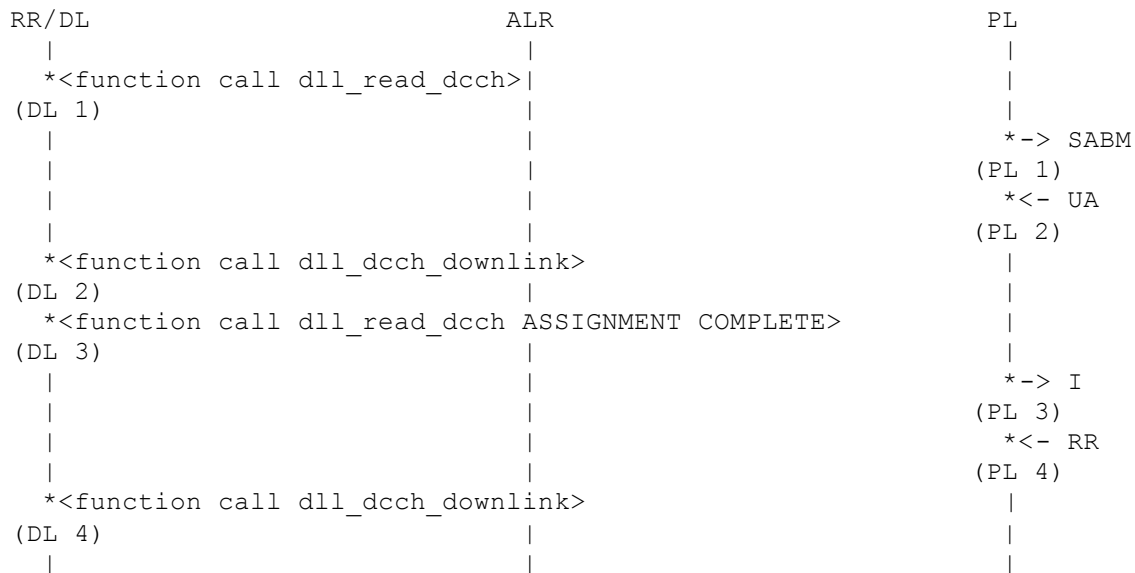 RR/DL ALR PL
| | |
*<function call dll_read_dcch>| |
(DL 1) | |
| | *-> SABM
| | (PL 1)
| | *<- UA
| | (PL 2)
*<function call dll_dcch_downlink> |
(DL 2) | |
*<function call dll_read_dcch ASSIGNMENT COMPLETE> |
(DL 3) | |
| | *-> I
| | (PL 3)
| | *<- RR
| | (PL 4)
*<function call dll_dcch_downlink> |
(DL 4) | |
| | |